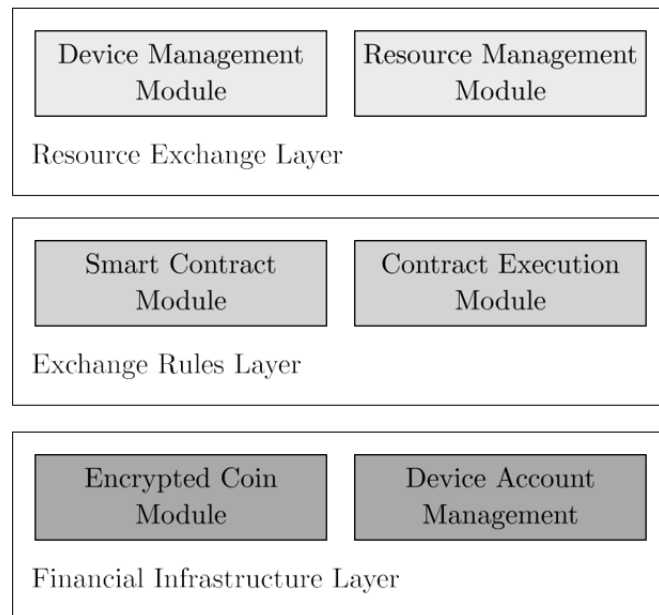 Device Management
Module
Resource Management
Module
Resource Exchange Layer
Smart Contract
Module
Contract Execution
Module
Exchange Rules Layer
Encrypted Coin
Module
Device Account
Management
Financial Infrastructure Layer